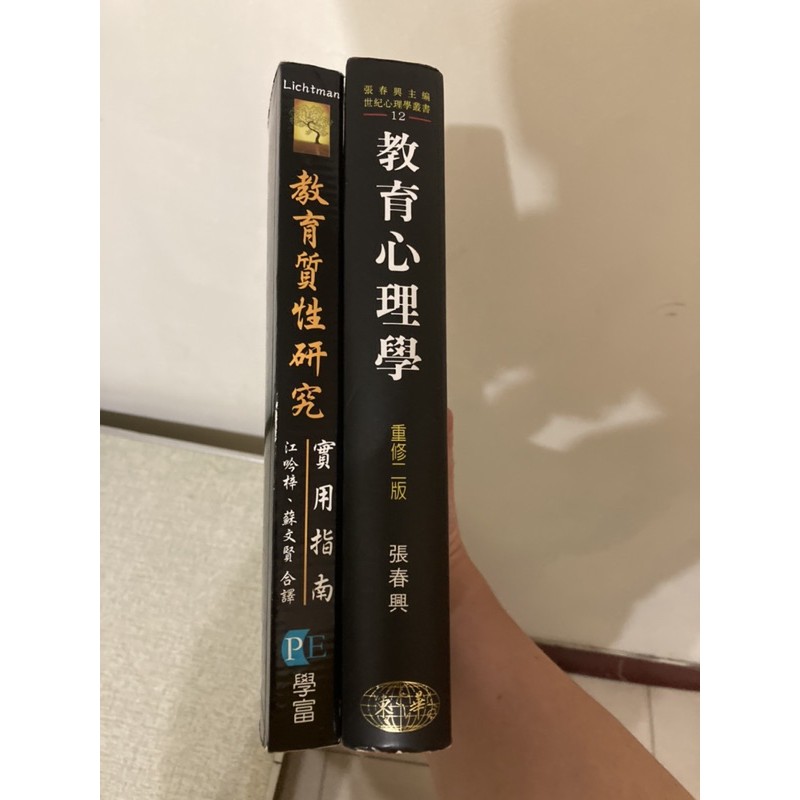 Lichtman
教育質性研究
實用指南
江吟梓、蘇文賢 合譯
PE
學富
張春興主編
世紀心理學叢書
12
教育心理學
重修二版
張春興
東華